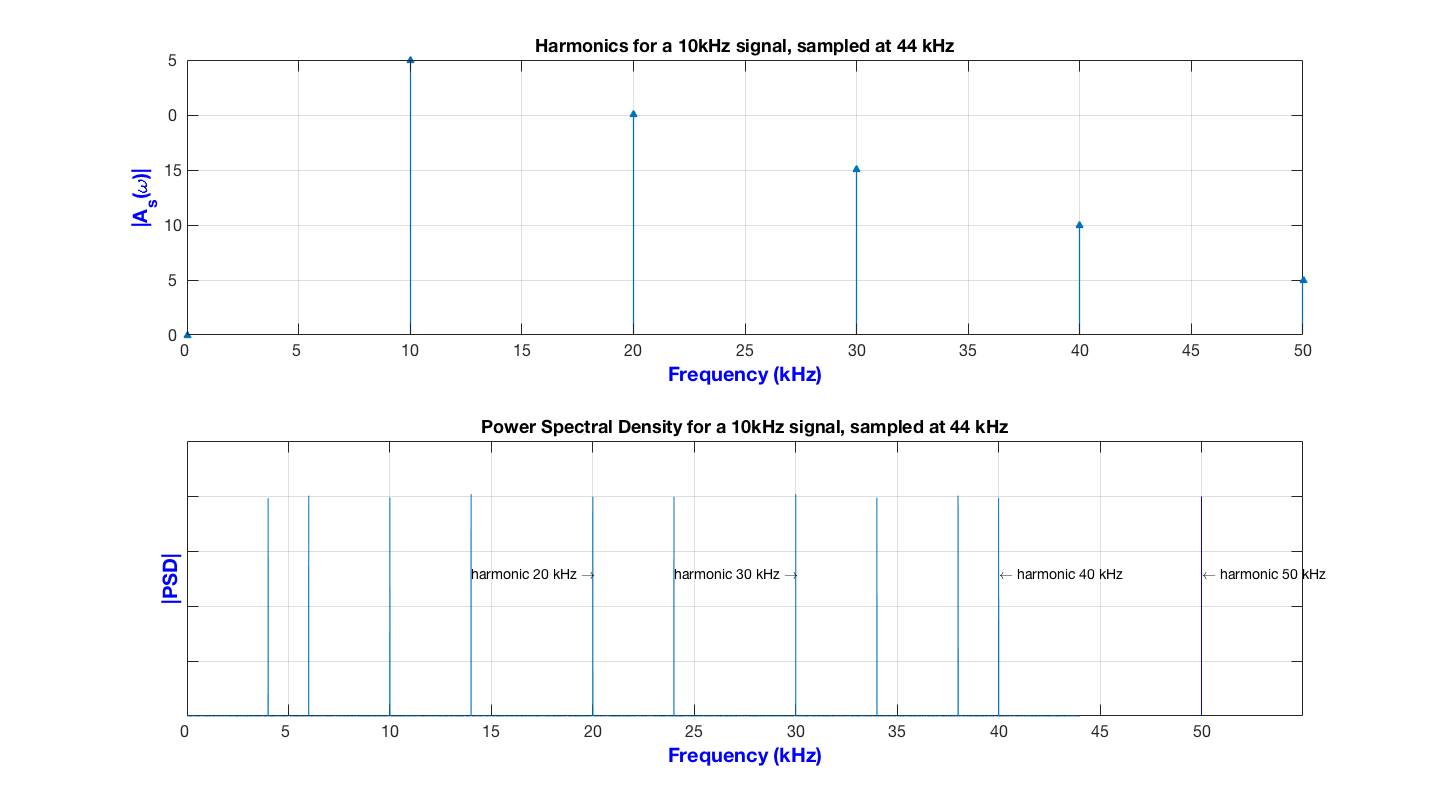 Harmonics for a 10kHz signal, sampled at 44 kHz
5
0
15
10
5
0
|A_s(ω)|
0 5 10 15 20 25 30 35 40 45 50
Frequency (kHz)
Power Spectral Density for a 10kHz signal, sampled at 44 kHz
|PSD|
harmonic 20 kHz → harmonic 30 kHz → ← harmonic 40 kHz ← harmonic 50 kHz
0 5 10 15 20 25 30 35 40 45 50
Frequency (kHz)